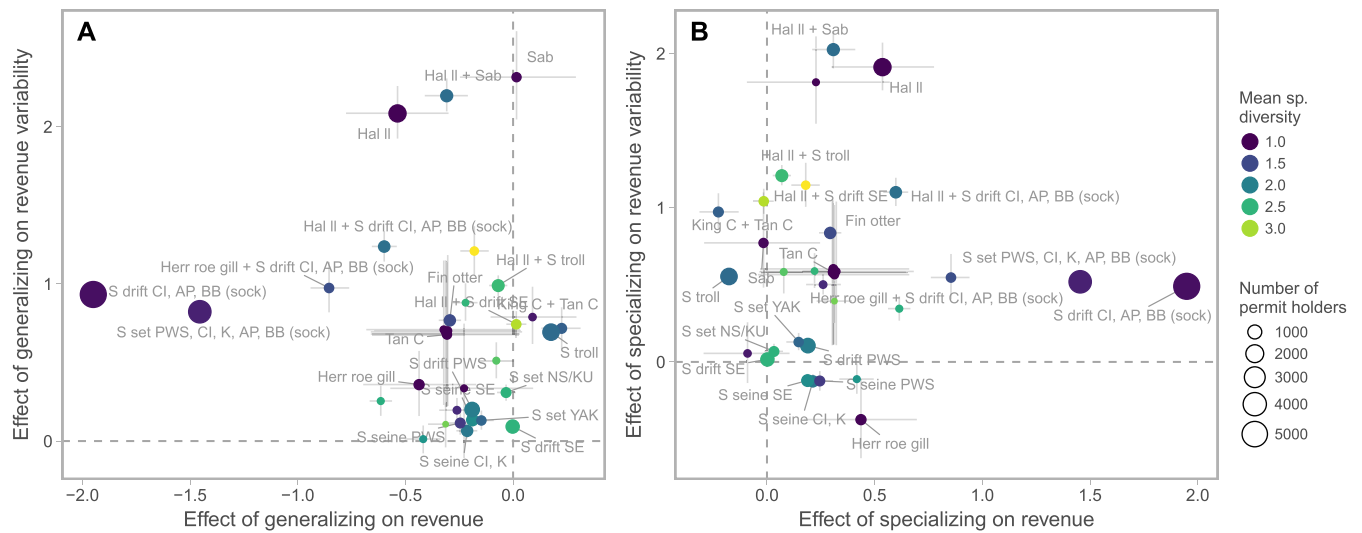 A
Sab
Hal ll + Sab
Hal ll
Hal ll + S drift CI, AP, BB (sock)
Herr roe gill + S drift CI, AP, BB (sock)
Hal ll + S troll
Fin otter
S drift CI, AP, BB (sock)
Hal ll + S drift SE
King C + Tan C
S set PWS, CI, K, AP, BB (sock)
Tan C
S troll
S drift PWS
Herr roe gill
S set NS/KU
S seine SE
S set YAK
S seine PWS
S drift SE
S seine CI, K
2
1
0
−2.0
−1.5
−1.0
−0.5
0.0
Effect of generalizing on revenue
Effect of generalizing on revenue variability
B
Hal ll + Sab
Hal ll
Hal ll + S troll
Hal ll + S drift SE
Hal ll + S drift CI, AP, BB (sock)
King C + Tan C
Fin otter
Tan C
S set PWS, CI, K, AP, BB (sock)
Sab
S troll
Herr roe gill + S drift CI, AP, BB (sock)
S set YAK
S drift CI, AP, BB (sock)
S set NS/KU
S drift PWS
S drift SE
S seine PWS
S seine SE
S seine CI, K
Herr roe gill
2
1
0
0.0
0.5
1.0
1.5
2.0
Effect of specializing on revenue
Effect of specializing on revenue variability
Mean sp.
diversity
1.0
1.5
2.0
2.5
3.0
Number of
permit holders
1000
2000
3000
4000
5000